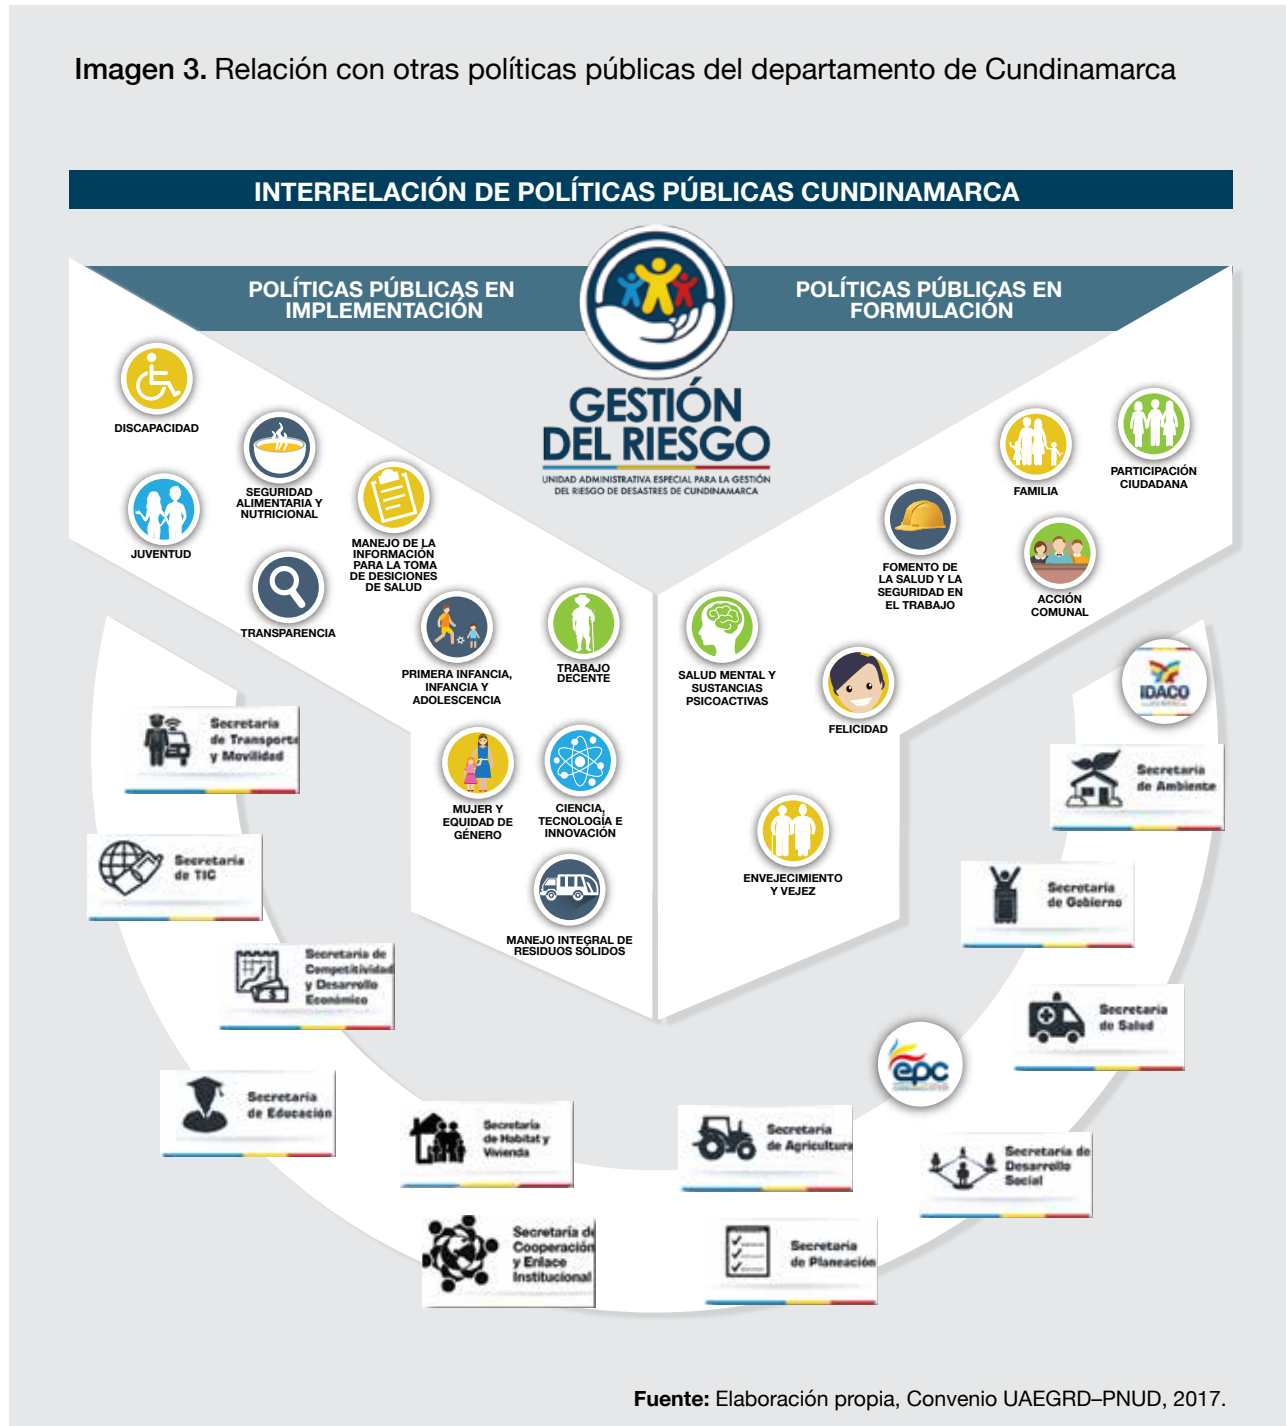 Imagen 3. Relación con otras políticas públicas del departamento de Cundinamarca
INTERRELACIÓN DE POLÍTICAS PÚBLICAS CUNDINAMARCA
POLÍTICAS PÚBLICAS EN
IMPLEMENTACIÓN
POLÍTICAS PÚBLICAS EN
FORMULACIÓN
GESTIÓN
DEL RIESGO
UNIDAD ADMINISTRATIVA ESPECIAL PARA LA GESTIÓN
DEL RIESGO DE DESASTRES DE CUNDINAMARCA
DISCAPACIDAD
SEGURIDAD
ALIMENTARIA Y
NUTRICIONAL
JUVENTUD
MANEJO DE LA
INFORMACIÓN
PARA LA TOMA
DE DESICIONES
DE SALUD
TRANSPARENCIA
PRIMERA INFANCIA,
INFANCIA Y
ADOLESCENCIA
TRABAJO
DECENTE
MUJER Y
EQUIDAD DE
GÉNERO
CIENCIA,
TECNOLOGÍA E
INNOVACIÓN
MANEJO INTEGRAL DE
RESIDUOS SÓLIDOS
FAMILIA
PARTICIPACIÓN
CIUDADANA
FOMENTO DE
LA SALUD Y LA
SEGURIDAD EN
EL TRABAJO
ACCIÓN
COMUNAL
SALUD MENTAL Y
SUSTANCIAS
PSICOACTIVAS
FELICIDAD
ENVEJECIMIENTO
Y VEJEZ
Secretaría
de Transporte
y Movilidad
Secretaría
de TIC
Secretaría de
Competitividad
y Desarrollo
Económico
Secretaría
de Educación
Secretaría
de Habitat y
Vivienda
Secretaría de
Cooperación
y Enlace
Institucional
IDACO
Secretaría
de Ambiente
Secretaría
de Gobierno
Secretaría
de Salud
epc
Secretaría
de Agricultura
Secretaría de
Desarrollo
Social
Secretaría
de Planeación
Fuente: Elaboración propia, Convenio UAEGRD–PNUD, 2017.